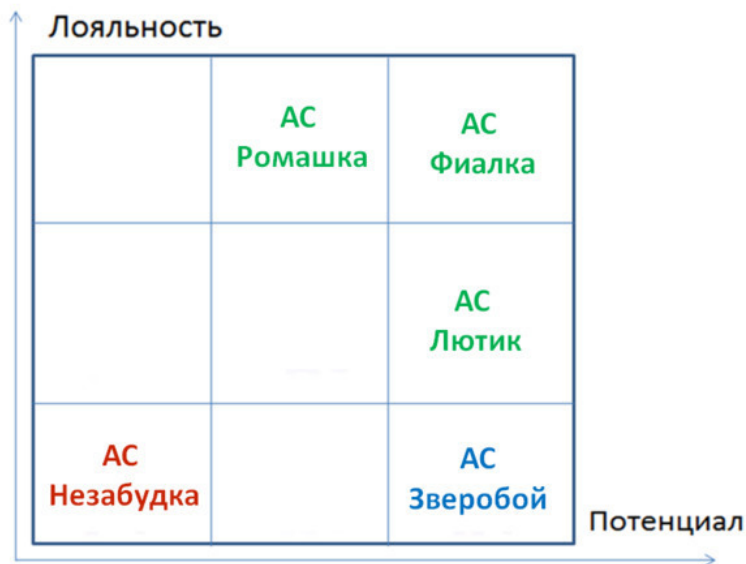 Лояльность
АС
Ромашка
АС
Фиалка
АС
Лютик
АС
Незабудка
АС
Зверобой
Потенциал